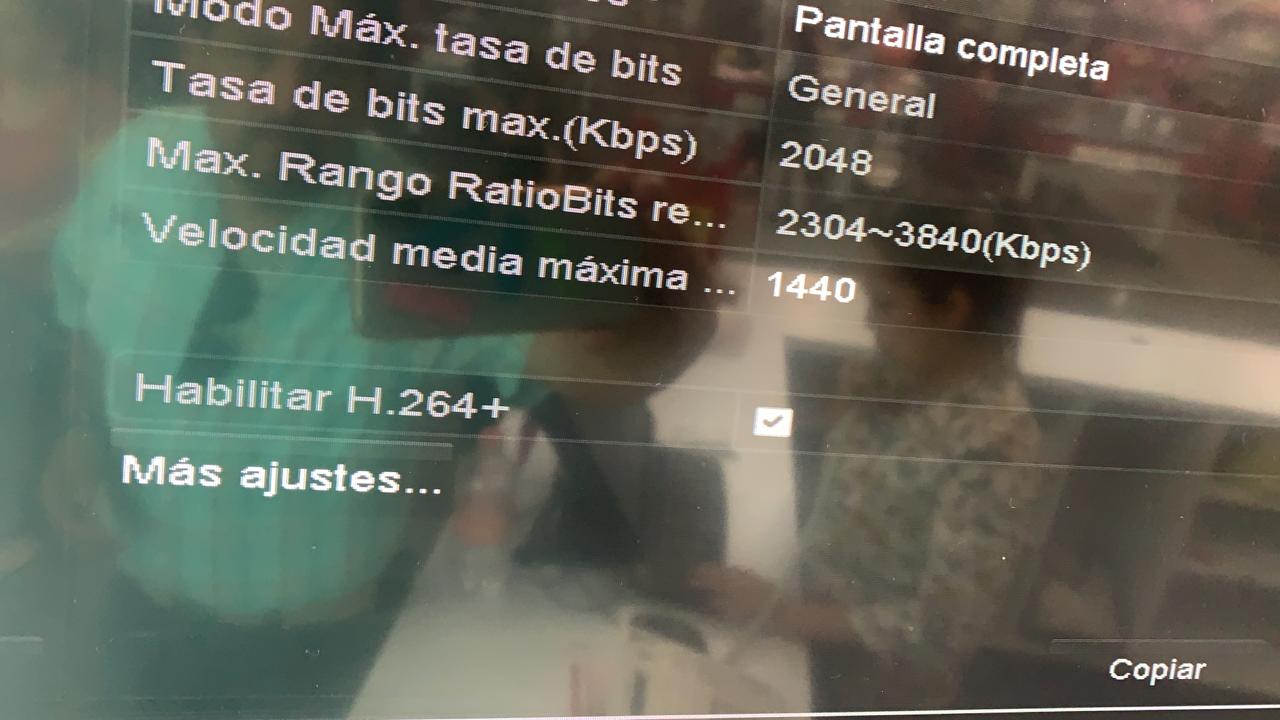 Pantalla completa
Modo Máx. tasa de bits General
Tasa de bits max.(Kbps) 2048
Max. Rango RatioBits re... 2304~3840(Kbps)
Velocidad media máxima ... 1440
Habilitar H.264+
Más ajustes...
Copiar